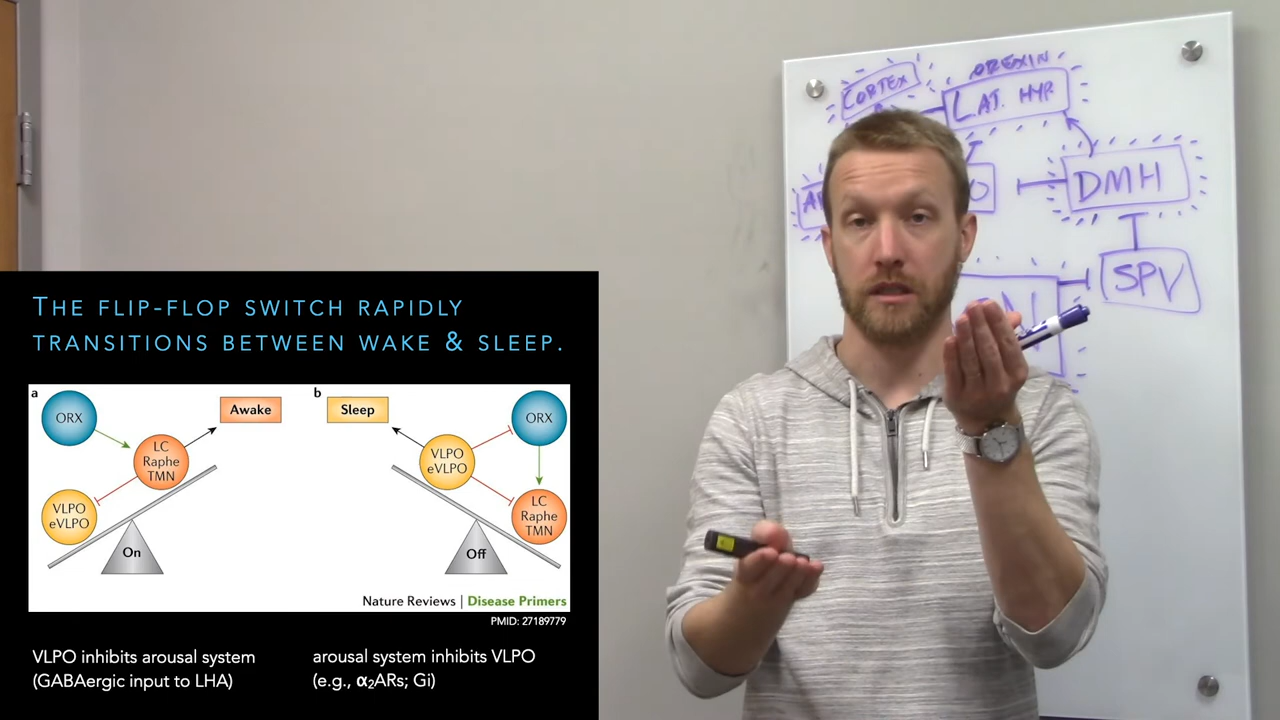 THE FLIP-FLOP SWITCH RAPIDLY
TRANSITIONS BETWEEN WAKE & SLEEP.
a
ORX
LC
Raphe
TMN
Awake
VLPO
eVLPO
On
b
Sleep
ORX
VLPO
eVLPO
LC
Raphe
TMN
Off
Nature Reviews | Disease Primers
PMID: 27189779
VLPO inhibits arousal system
(GABAergic input to LHA)
arousal system inhibits VLPO
(e.g., α₂ARs; Gi)
CORTEX
OREXIN
LAT. HYP.
DMH
SPV